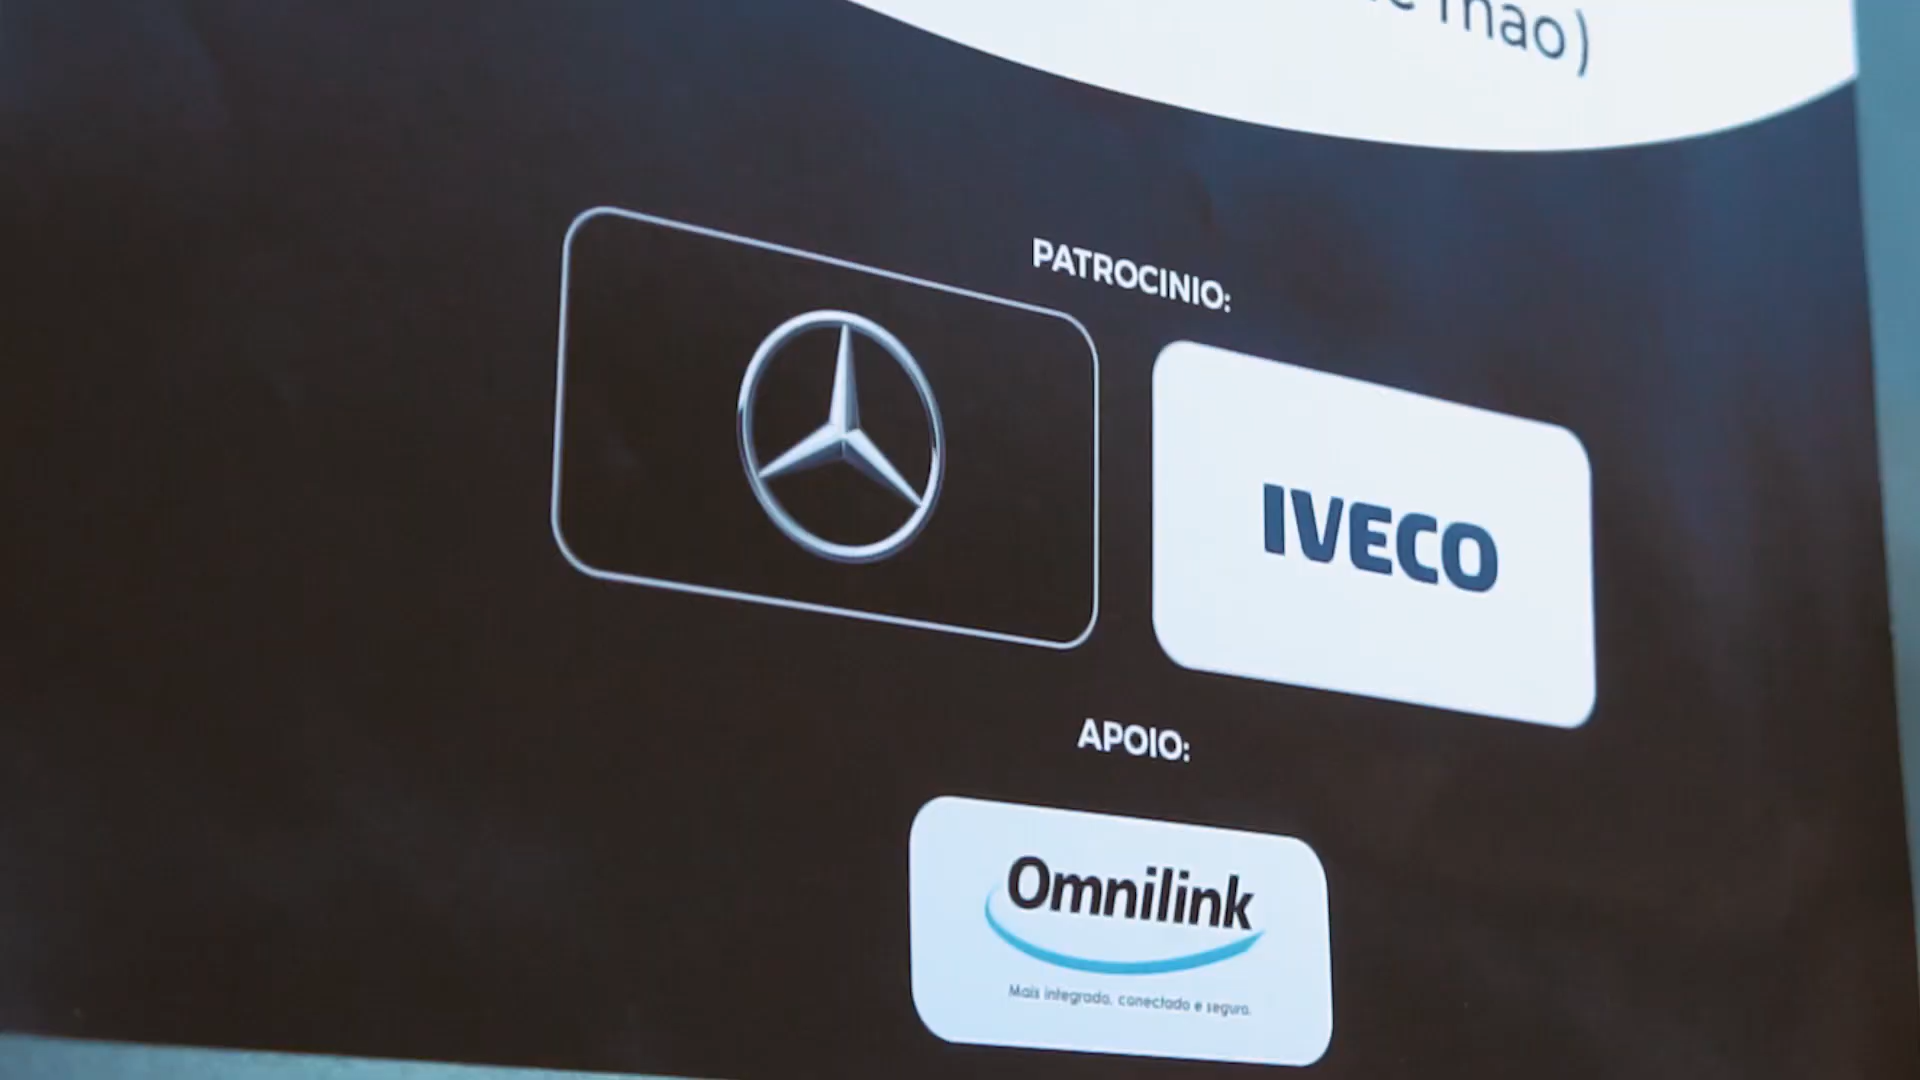 mão)
PATROCINIO:
IVECO
APOIO:
Omnilink
Mais integrado, conectado e seguro.